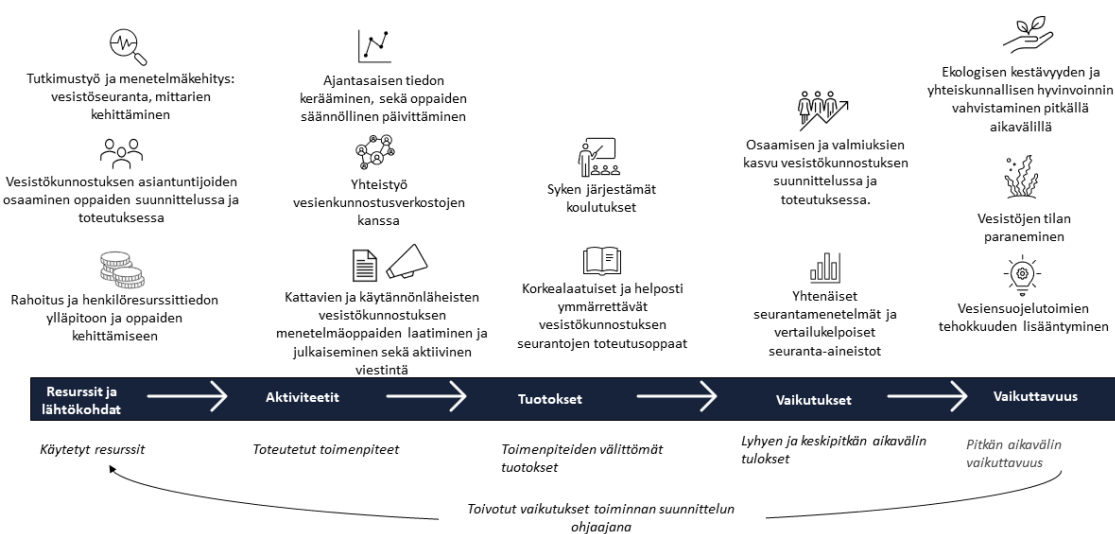 Tutkimustyö ja menetelmäkehitys:
vesistöseuranta, mittarien
kehittäminen
Vesistökunnostuksen asiantuntijoiden
osaaminen oppaiden suunnittelussa ja
toteutuksessa
Rahoitus ja henkilöresurssittiedon
ylläpitoon ja oppaiden
kehittämiseen
Ajantasaisen tiedon
kerääminen, sekä oppaiden
säännöllinen päivittäminen
Yhteistyö
vesienkunnostusverkostojen
kanssa
Kattavien ja käytännönläheisten
vesistökunnostuksen
menetelmäoppaiden laatiminen ja
julkaiseminen sekä aktiivinen
viestintä
Syken järjestämät
koulutukset
Korkealaatuiset ja helposti
ymmärrettävät
vesistökunnostuksen
seurantojen toteutusoppaat
Osaamisen ja valmiuksien
kasvu vesistökunnostuksen
suunnittelussa ja
toteutuksessa.
Yhtenäiset
seurantamenetelmät ja
vertailukelpoiset
seuranta-aineistot
Ekologisen kestävyyden ja
yhteiskunnallisen hyvinvoinnin
vahvistaminen pitkällä
aikavälillä
Vesistöjen tilan
paraneminen
Vesiensuojelutoimien
tehokkuuden lisääntyminen
Resurssit ja
lähtökohdat
Aktiviteetit
Tuotokset
Vaikutukset
Vaikuttavuus
Käytetyt resurssit
Toteutetut toimenpiteet
Toimenpiteiden välittömät
tuotokset
Lyhyen ja keskipitkän aikavälin
tulokset
Pitkän aikavälin
vaikuttavuus
Toivotut vaikutukset toiminnan suunnittelun
ohjaajana